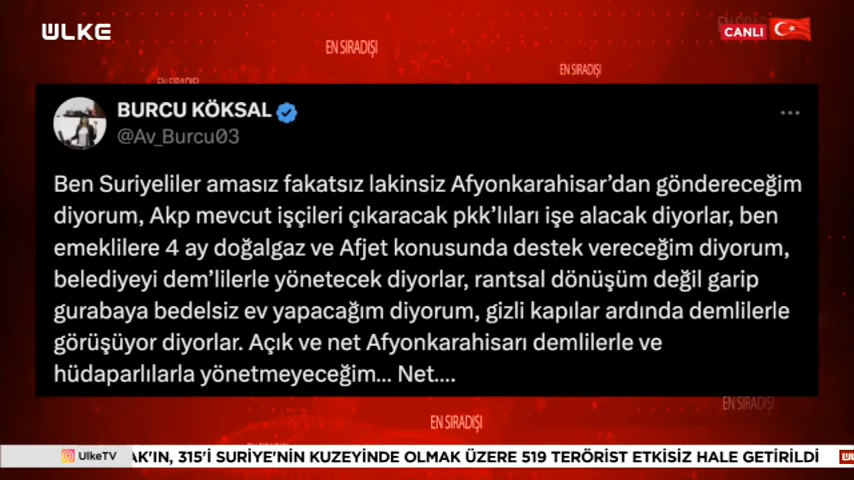 ÜLKE
CANLI
EN SIRADIŞI
EN SIRADIŞI
EN SIRADIŞI
BURCU KÖKSAL
@Av_Burcu03
Ben Suriyeliler amasız fakatsız lakinsiz Afyonkarahisar’dan göndereceğim
diyorum, Akp mevcut işçileri çıkaracak pkk’lıları işe alacak diyorlar, ben
emeklilere 4 ay doğalgaz ve Afjet konusunda destek vereceğim diyorum,
belediyeyi dem’lilerle yönetecek diyorlar, rantsal dönüşüm değil garip
gurabaya bedelsiz ev yapacağım diyorum, gizli kapılar ardında demlilerle
görüşüyor diyorlar. Açık ve net Afyonkarahisarı demlilerle ve
hüdaparlılarla yönetmeyeceğim... Net....
EN SIRADIŞI
EN SIRADIŞI
UlkeTV
AK'IN, 315'İ SURİYE'NİN KUZEYİNDE OLMAK ÜZERE 519 TERÖRİST ETKİSİZ HALE GETİRİLDİ